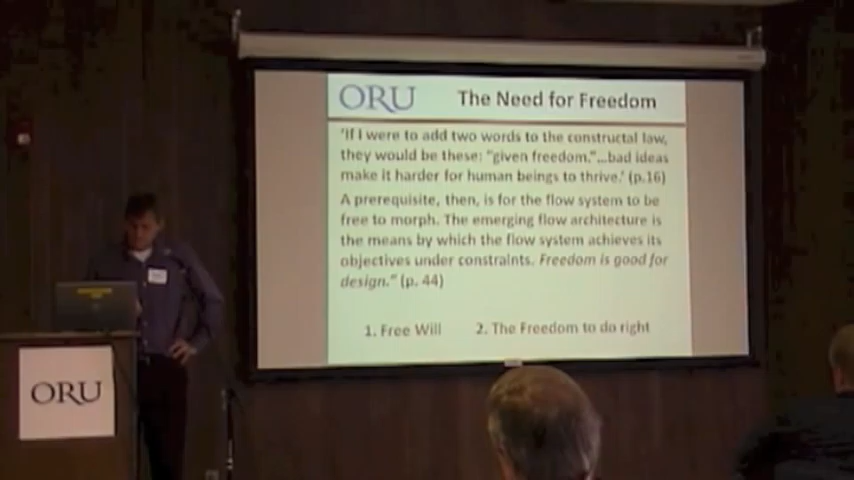 ORU The Need for Freedom
'If I were to add two words to the constructal law,
they would be these: "given freedom."...bad ideas
make it harder for human beings to thrive.' (p.16)
A prerequisite, then, is for the flow system to be
free to morph. The emerging flow architecture is
the means by which the flow system achieves its
objectives under constraints. Freedom is good for
design." (p. 44)
1. Free Will 2. The Freedom to do right
ORU